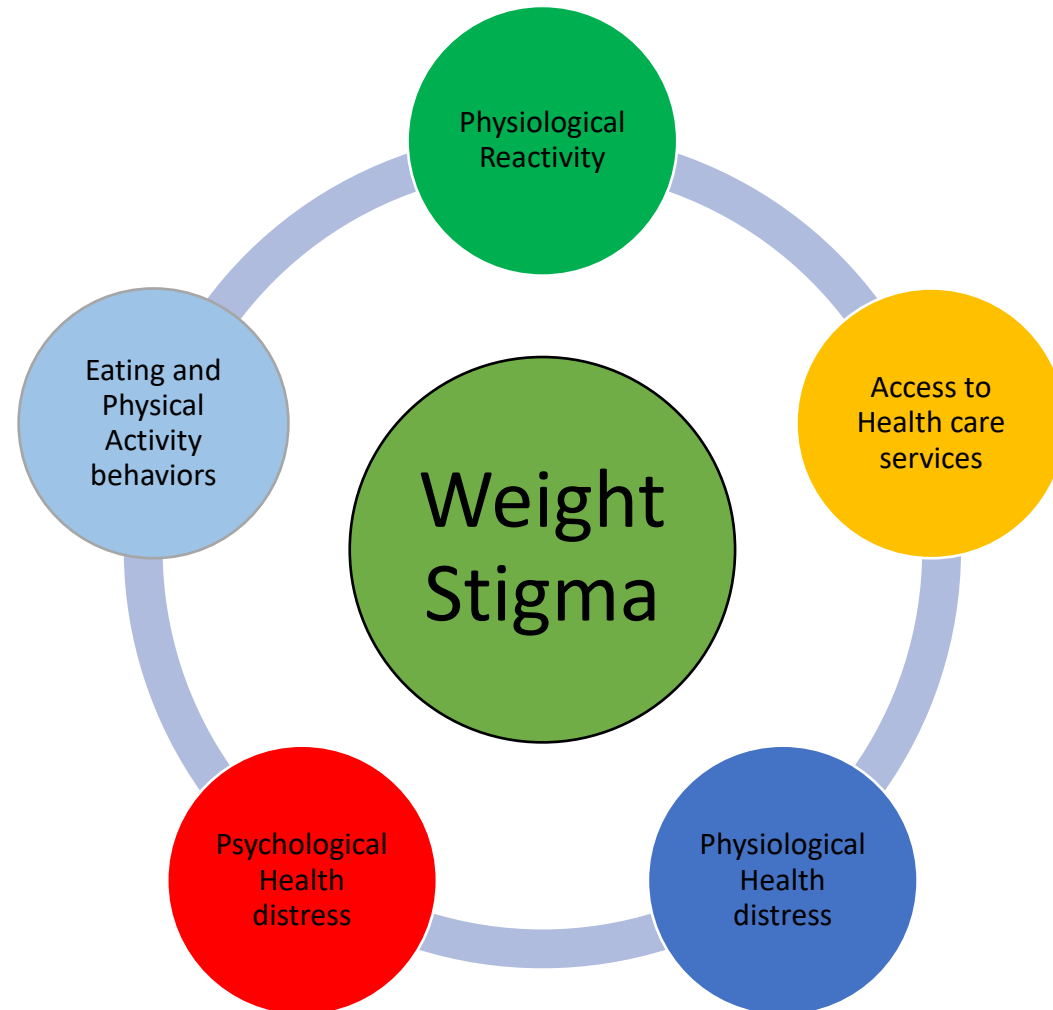 Physiological
Reactivity
Access to
Health care
services
Physiological
Health
distress
Psychological
Health
distress
Eating and
Physical
Activity
behaviors
Weight
Stigma